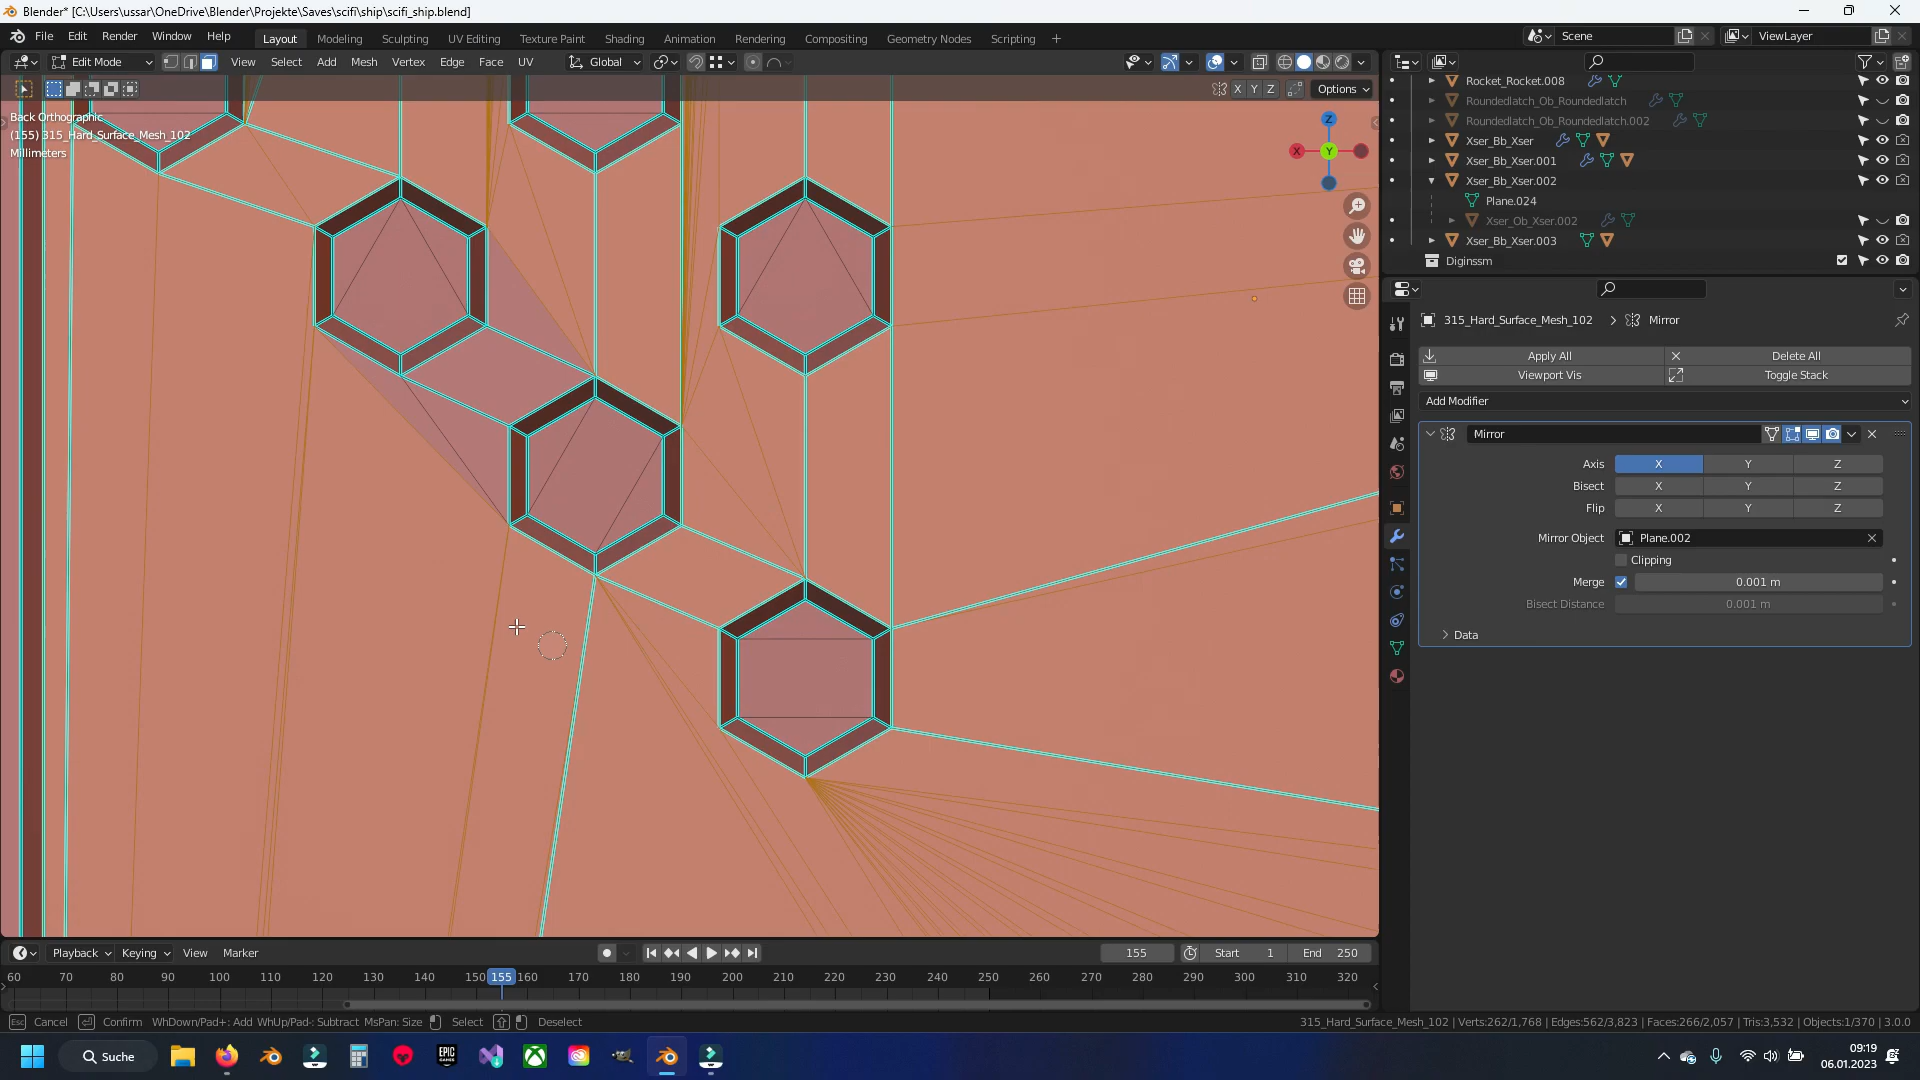 Blender* [C:\Users\ussar\OneDrive\Blender\Projekte\Saves\scifi\ship\scifi_ship.blend]
File Edit Render Window Help Layout Modeling Sculpting UV Editing Texture Paint Shading Animation Rendering Compositing Geometry Nodes Scripting + Scene ViewLayer
Edit Mode View Select Add Mesh Vertex Edge Face UV Global
X Y Z Options
Back Orthographic
(155) 315_Hard_Surface_Mesh_102
Millimeters
Z
X Y
Rocket_Rocket.008
Roundedlatch_Ob_Roundedlatch
Roundedlatch_Ob_Roundedlatch.002
Xser_Bb_Xser
Xser_Bb_Xser.001
Xser_Bb_Xser.002
Plane.024
Xser_Ob_Xser.002
Xser_Bb_Xser.003
Diginssm
315_Hard_Surface_Mesh_102 > Mirror
Apply All Delete All
Viewport Vis Toggle Stack
Add Modifier
Mirror
Axis X Y Z
Bisect X Y Z
Flip X Y Z
Mirror Object Plane.002
Clipping
Merge 0.001 m
Bisect Distance 0.001 m
Data
Playback Keying View Marker 155 Start 1 End 250
60 70 80 90 100 110 120 130 140 150 155 160 170 180 190 200 210 220 230 240 250 260 270 280 290 300 310 320
Esc Cancel Confirm WhDown/Pad+: Add WhUp/Pad-: Subtract MsPan: Size Select Deselect 315_Hard_Surface_Mesh_102 | Verts:262/1,768 | Edges:562/3,823 | Faces:266/2,057 | Tris:3,532 | Objects:1/370 | 3.0.0
Suche EPIC GAMES 09:19
06.01.2023